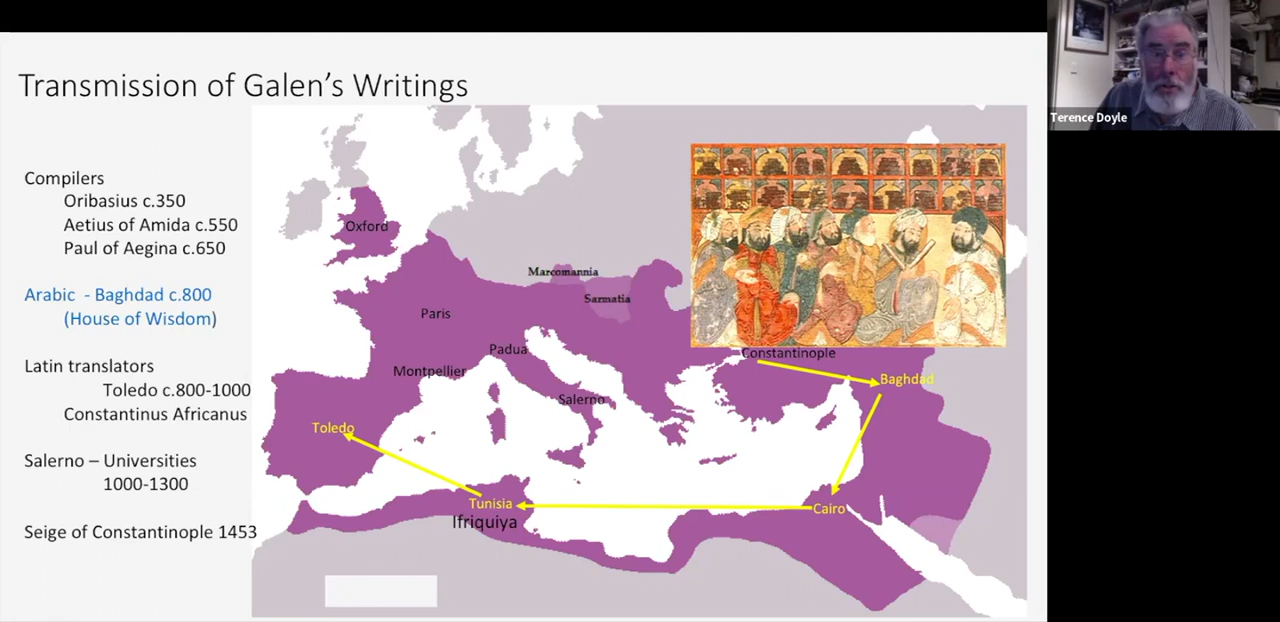 Transmission of Galen's Writings
Compilers
Oribasius c.350
Aetius of Amida c.550
Paul of Aegina c.650
Arabic - Baghdad c.800
(House of Wisdom)
Latin translators
Toledo c.800-1000
Constantinus Africanus
Salerno – Universities
1000-1300
Seige of Constantinople 1453
Oxford
Marcomannia
Sarmatia
Paris
Padua
Montpellier
Salerno
Constantinople
Baghdad
Toledo
Tunisia
Ifriquiya
Cairo
Terence Doyle